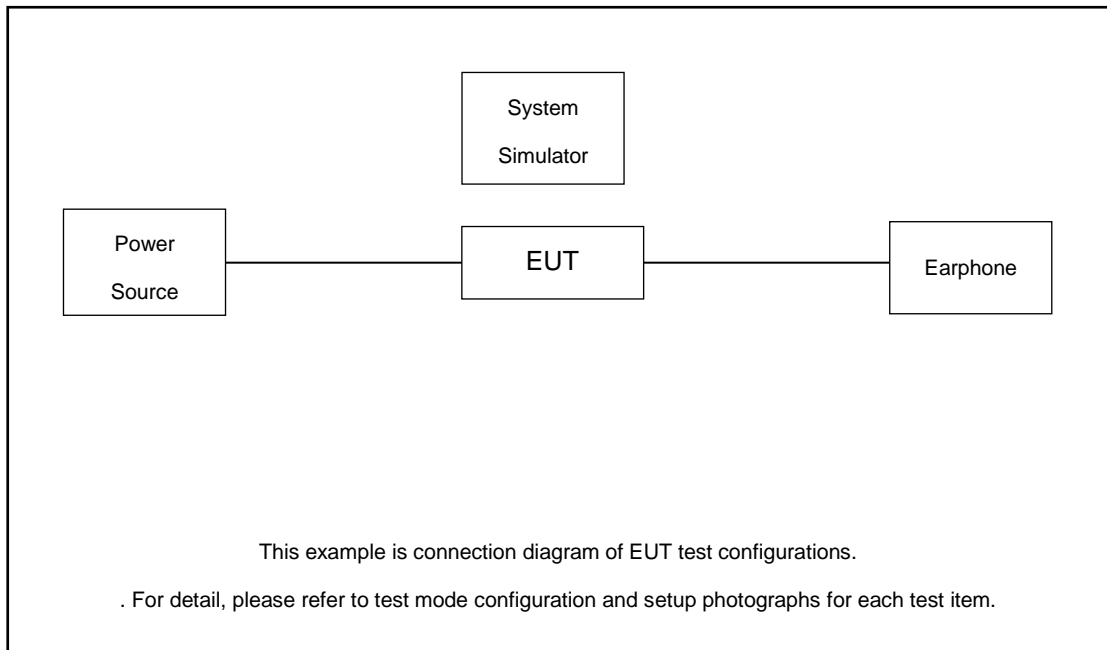 System
Simulator
Power
Source
EUT
Earphone
This example is connection diagram of EUT test configurations.
. For detail, please refer to test mode configuration and setup photographs for each test item.